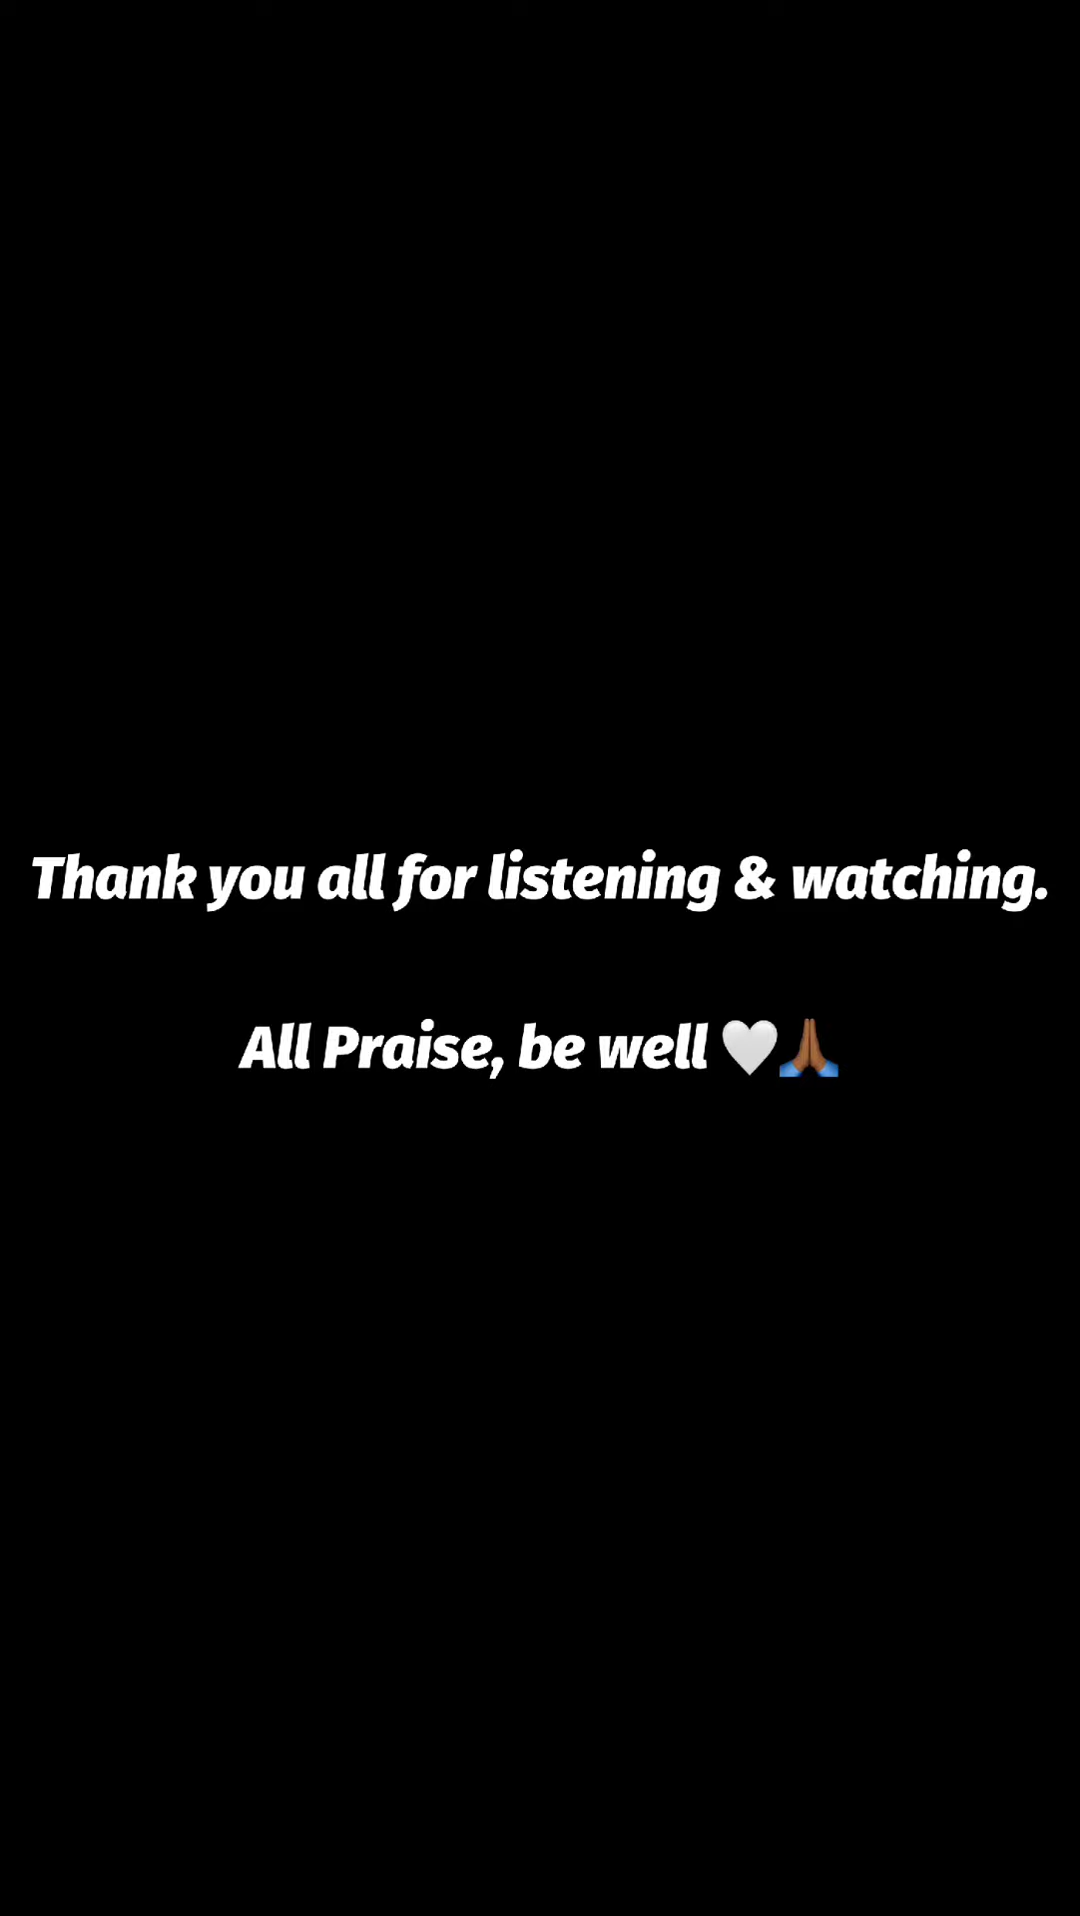 Thank you all for listening & watching.
All Praise, be well 🤍🙏🏾